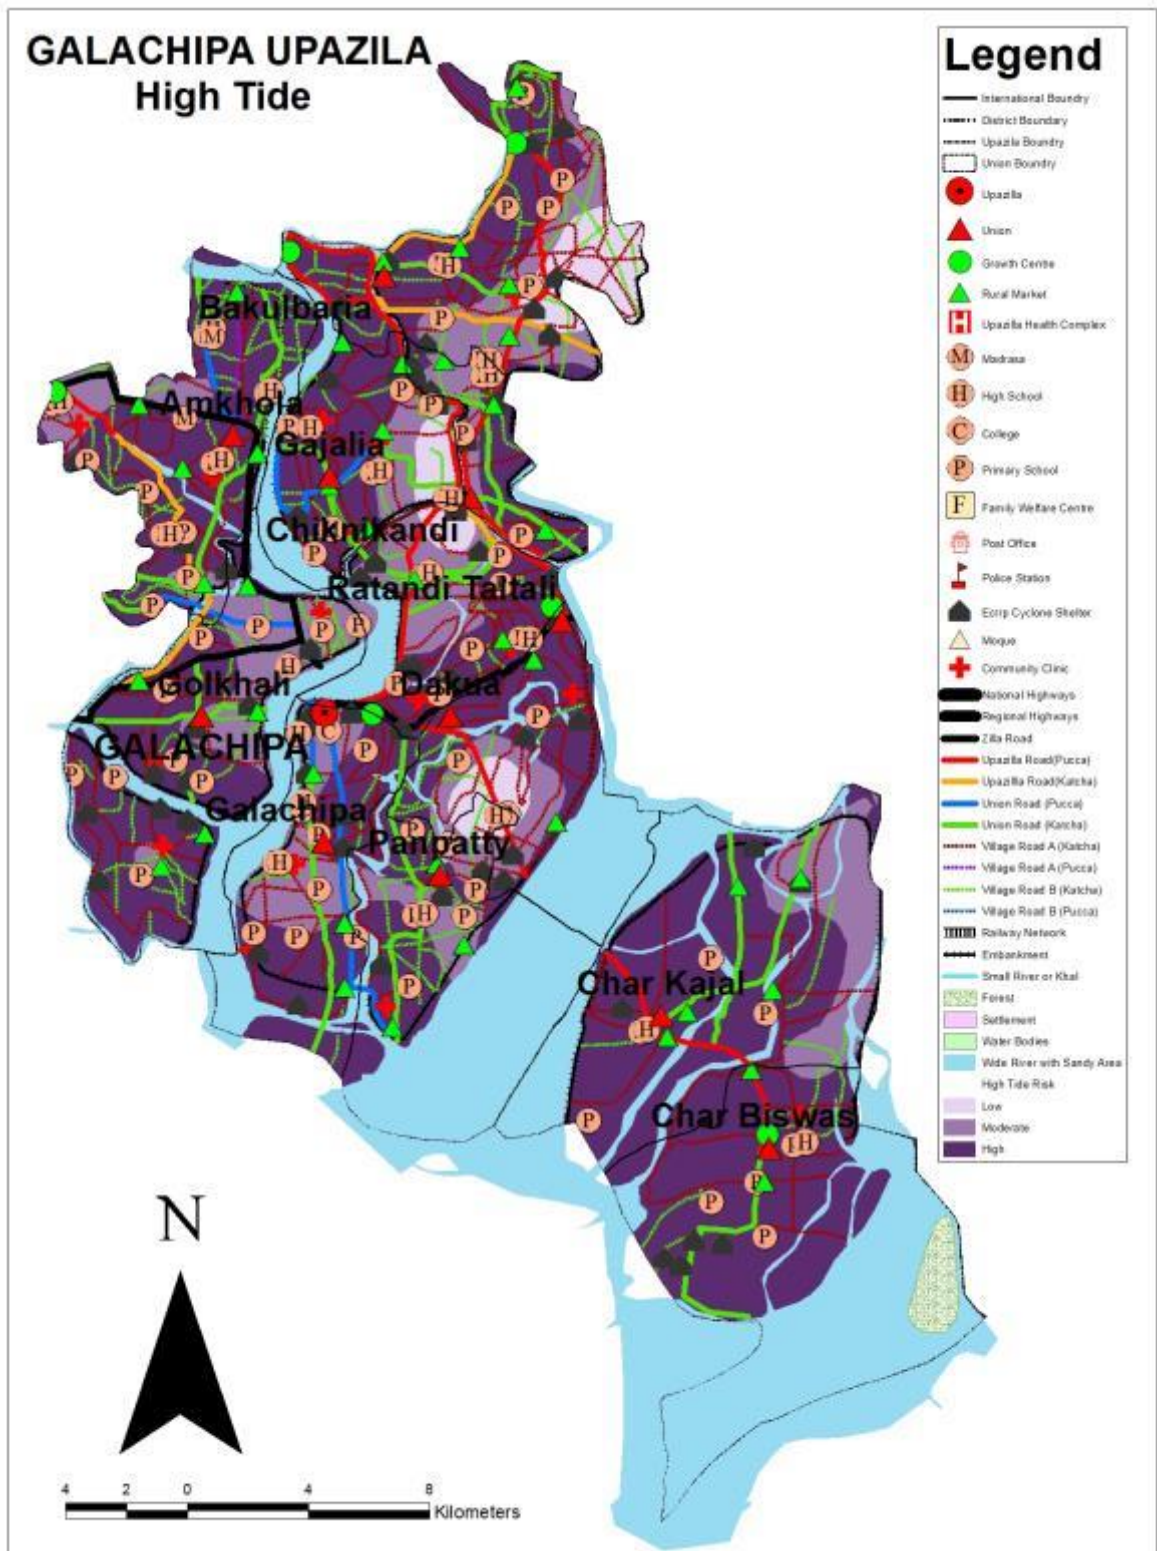 GALACHIPA UPAZILA
High Tide
Legend
International Boundry
District Boundary
Upazila Boundry
Union Boundry
Upazilla
Union
Growth Centre
Rural Market
H Upazilla Health Complex
M Madrasa
H High School
C College
P Primary School
F Family Welfare Centre
Post Office
Police Station
Ecrrp Cyclone Shelter
Moque
Community Clinic
National Highways
Regional Highways
Zilla Road
Upazila Road(Pucca)
Upazilla Road(Katcha)
Union Road (Pucca)
Union Road (Katcha)
Village Road A (Katcha)
Village Road A (Pucca)
Village Road B (Katcha)
Village Road B (Pucca)
Railway Network
Embankment
Small River or Khal
Forest
Settlement
Water Bodies
Wide River with Sandy Area
High Tide Risk
Low
Moderate
High
Bakulbaria
Amkhola
Gajalia
Chiknikandi
Ratandi Taltali
Golkhali
Dakua
GALACHIPA
Galachipa
Panpatty
Char Kajal
Char Biswas
N
4 2 0 4 8
Kilometers